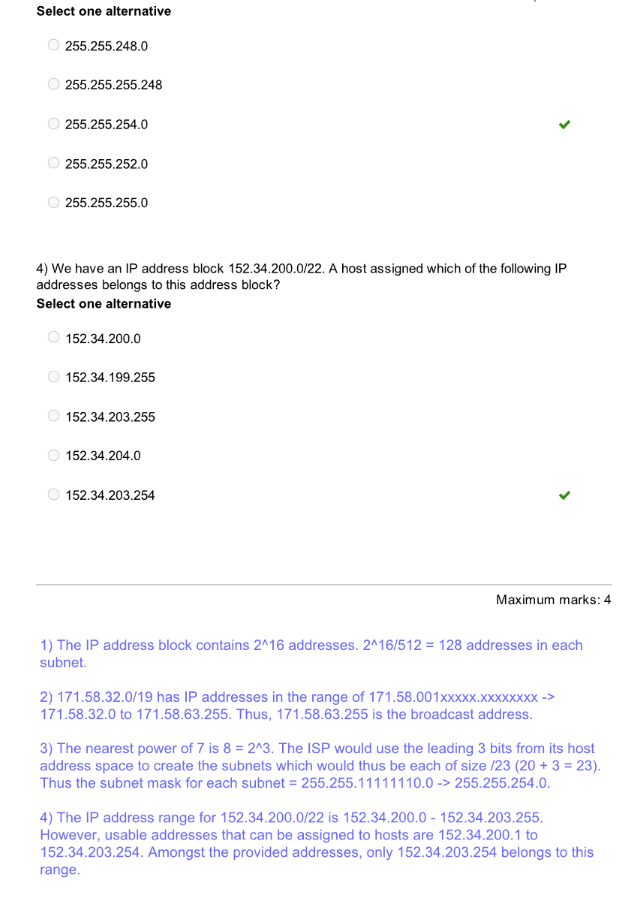 Select one alternative
255.255.248.0
255.255.255.248
255.255.254.0
255.255.252.0
255.255.255.0
4) We have an IP address block 152.34.200.0/22. A host assigned which of the following IP
addresses belongs to this address block?
Select one alternative
152.34.200.0
152.34.199.255
152.34.203.255
152.34.204.0
152.34.203.254
Maximum marks: 4
1) The IP address block contains 2^16 addresses. 2^16/512 = 128 addresses in each
subnet.
2) 171.58.32.0/19 has IP addresses in the range of 171.58.001xxxxx.xxxxxxxx ->
171.58.32.0 to 171.58.63.255. Thus, 171.58.63.255 is the broadcast address.
3) The nearest power of 7 is 8 = 2^3. The ISP would use the leading 3 bits from its host
address space to create the subnets which would thus be each of size /23 (20 + 3 = 23).
Thus the subnet mask for each subnet = 255.255.11111110.0 -> 255.255.254.0.
4) The IP address range for 152.34.200.0/22 is 152.34.200.0 - 152.34.203.255.
However, usable addresses that can be assigned to hosts are 152.34.200.1 to
152.34.203.254. Amongst the provided addresses, only 152.34.203.254 belongs to this
range.